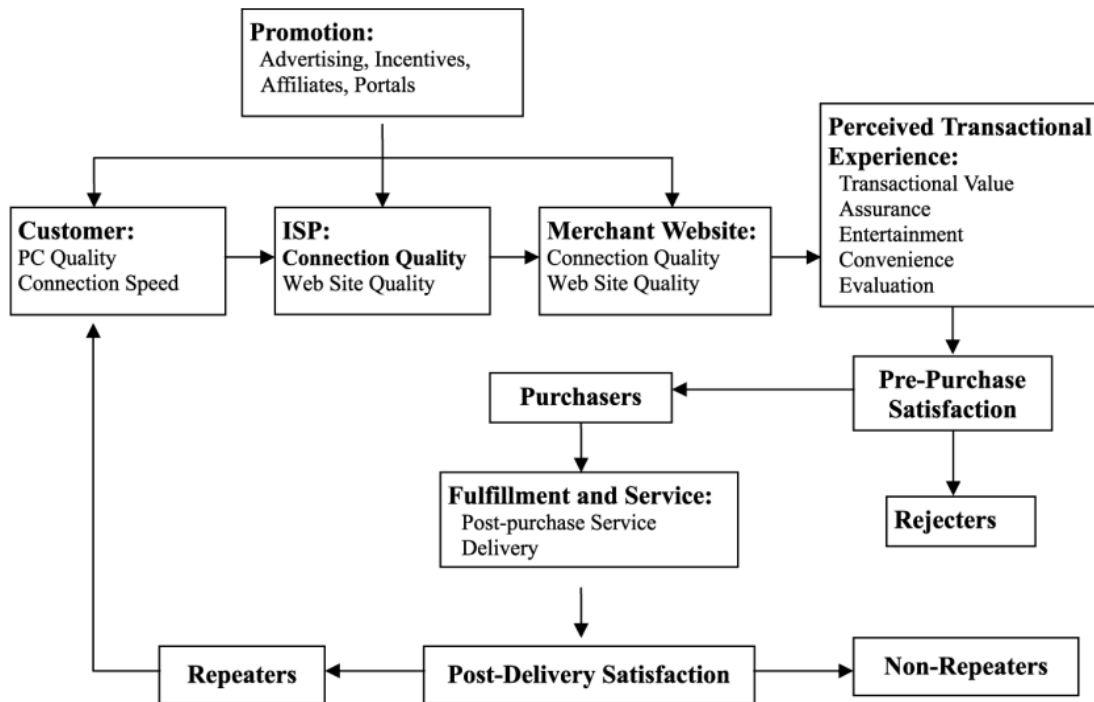 Promotion:
Advertising, Incentives,
Affiliates, Portals
Perceived Transactional
Experience:
Transactional Value
Assurance
Entertainment
Convenience
Evaluation
Customer:
PC Quality
Connection Speed
ISP:
Connection Quality
Web Site Quality
Merchant Website:
Connection Quality
Web Site Quality
Pre-Purchase
Satisfaction
Purchasers
Fulfillment and Service:
Post-purchase Service
Delivery
Rejecters
Repeaters
Post-Delivery Satisfaction
Non-Repeaters